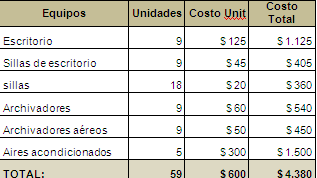 Equipos Unidades Costo Unit Costo Total
Escritorio 9 $ 125 $ 1.125
Sillas de escritorio 9 $ 45 $ 405
sillas 18 $ 20 $ 360
Archivadores 9 $ 60 $ 540
Archivadores aéreos 9 $ 50 $ 450
Aires acondicionados 5 $ 300 $ 1.500
TOTAL: 59 $ 600 $ 4.380